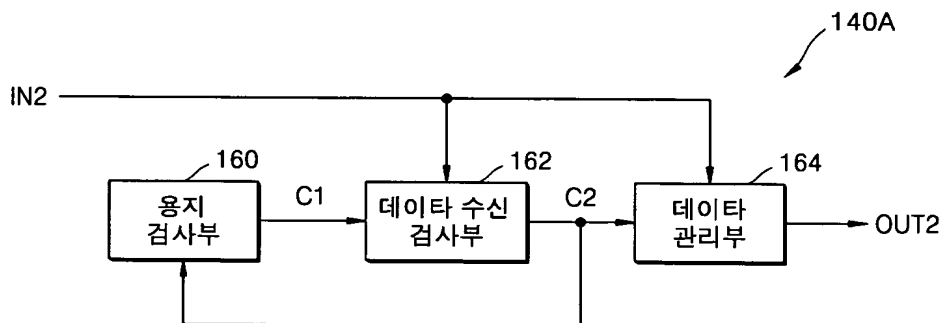 140A
IN2
160
162
164
용지
검사부
C1
데이타 수신
검사부
C2
데이타
관리부
OUT2